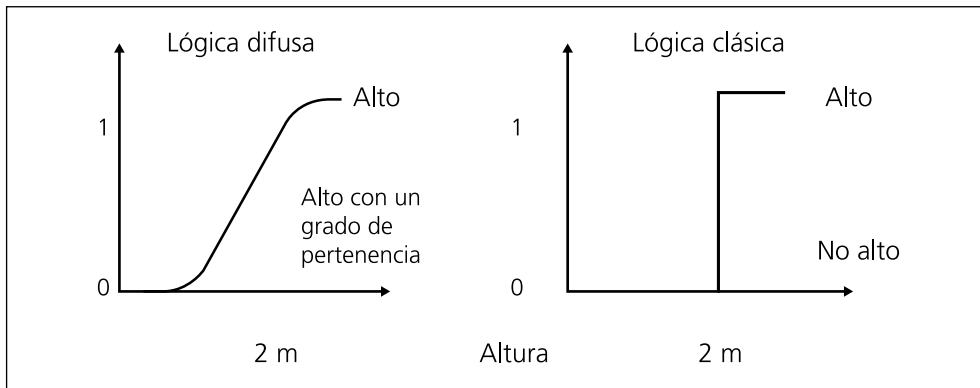 Lógica difusa
Alto
1
Alto con un
grado de
pertenencia
0
2 m
Altura
Lógica clásica
Alto
1
No alto
0
2 m